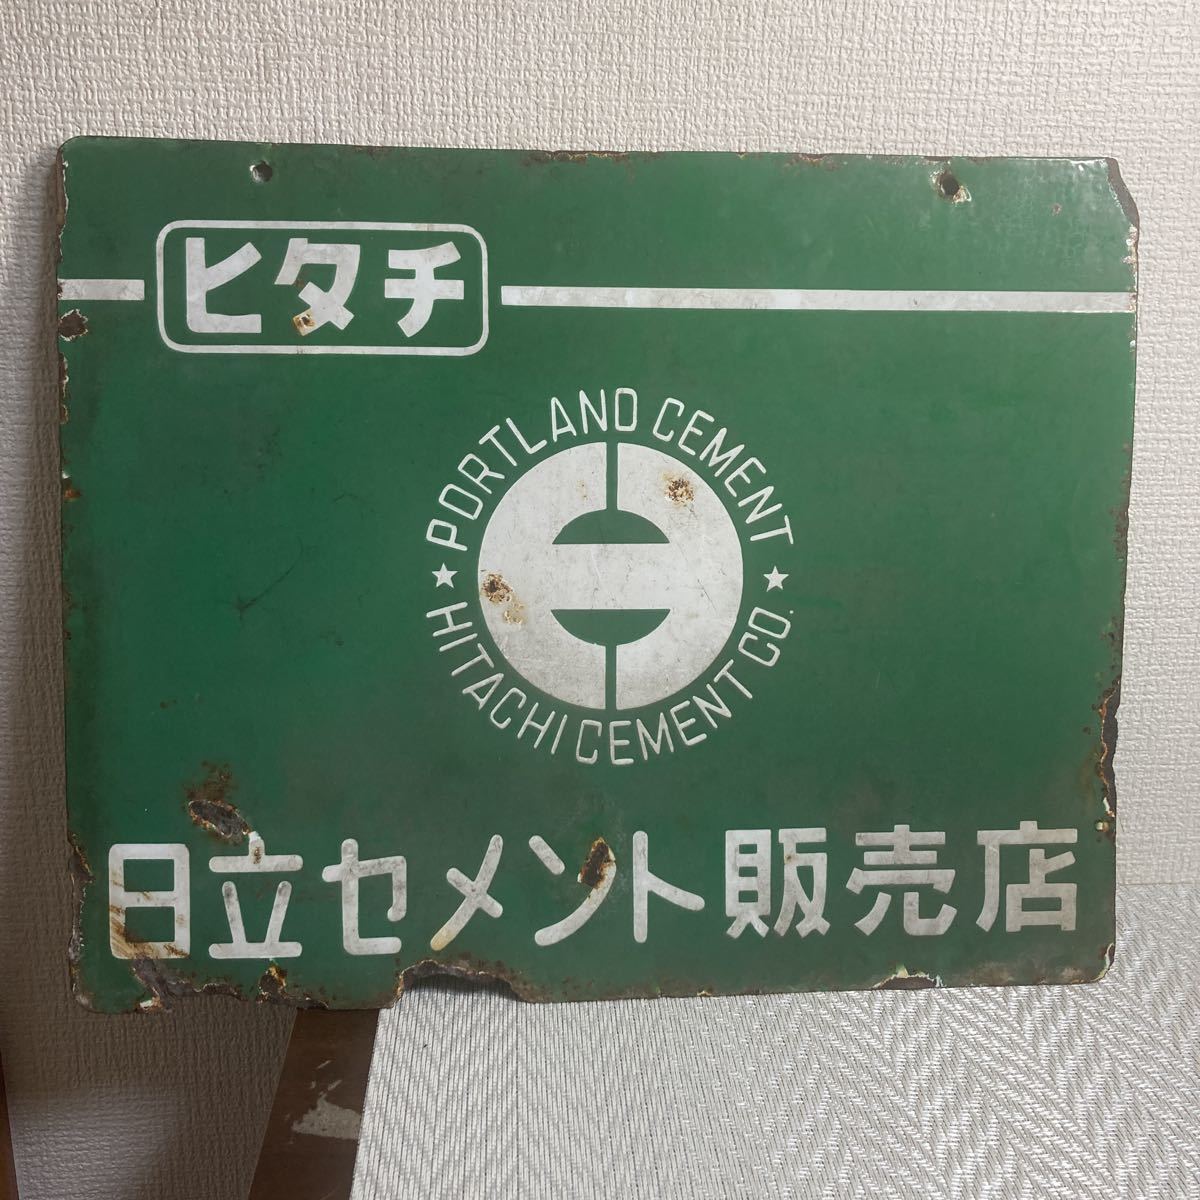 ヒタチ
PORTLAND CEMENT
★ HITACHI CEMENT CO. ★
日立セメント販売店